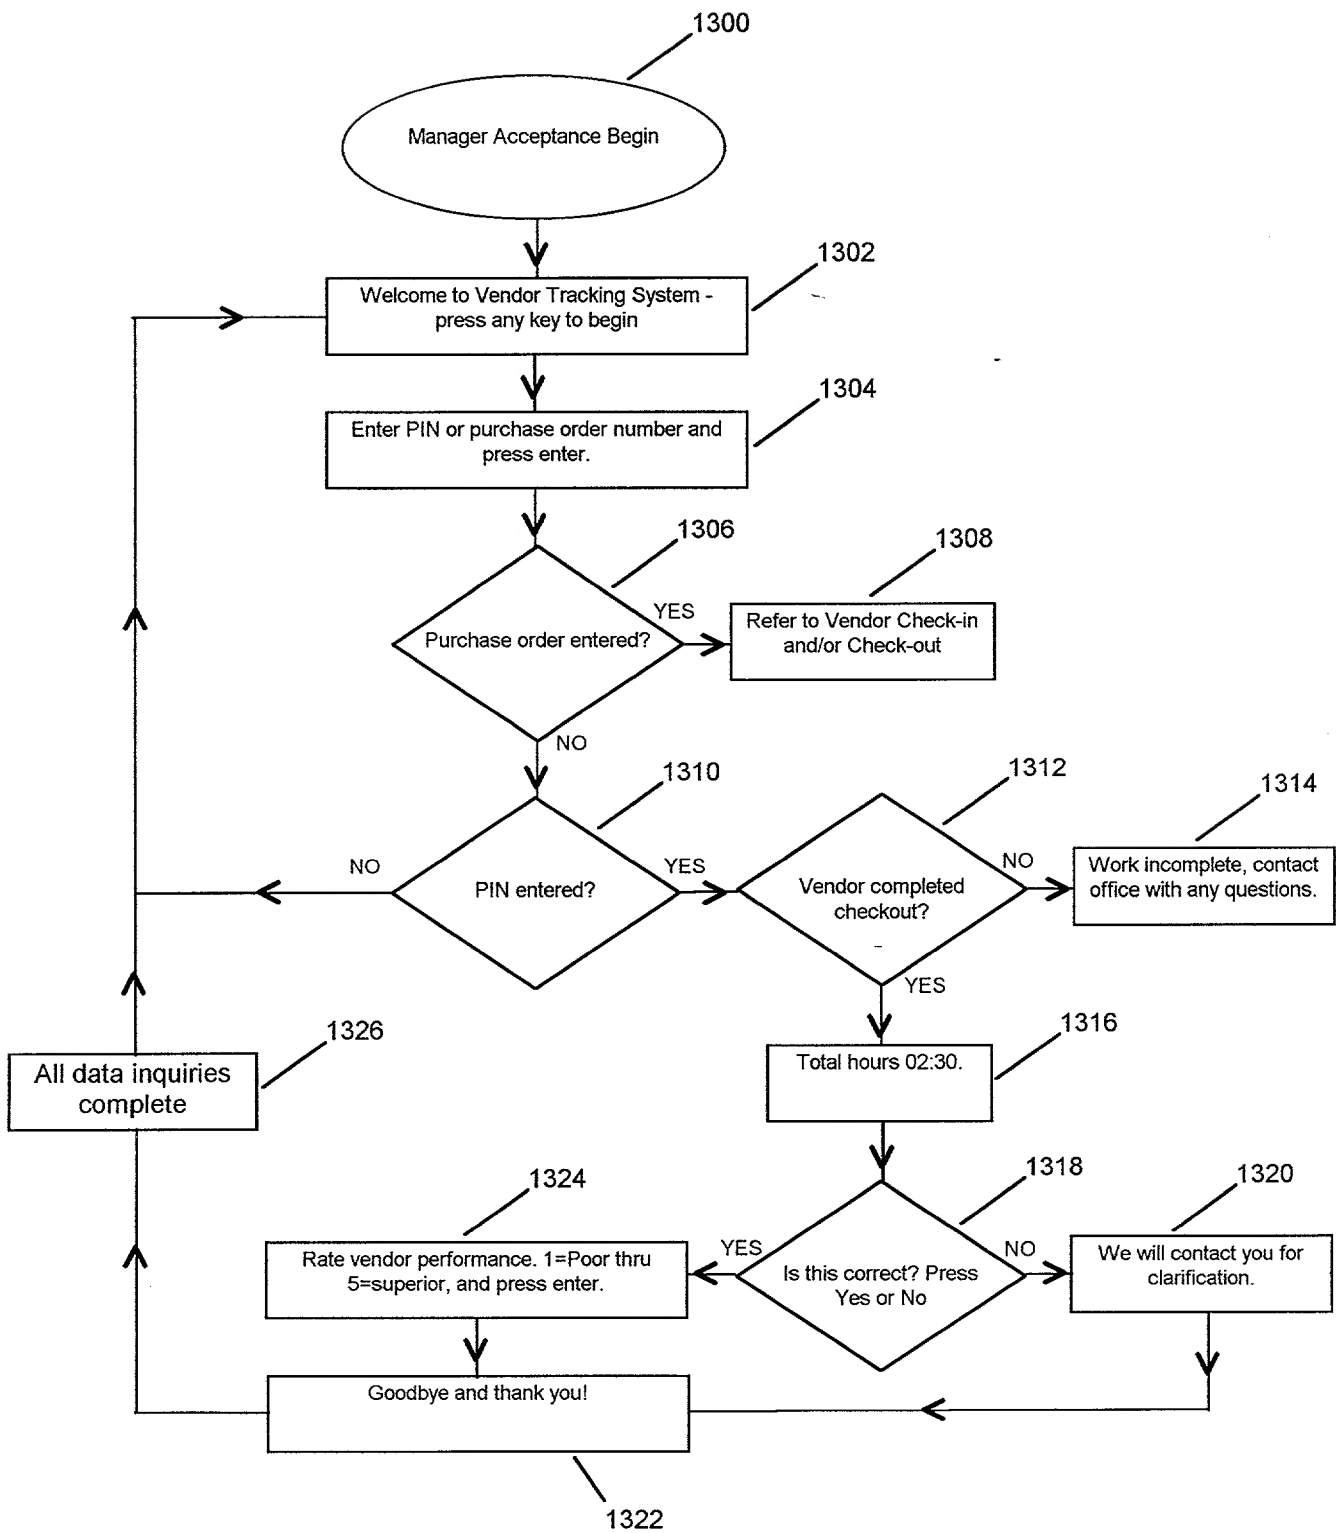 1300
Manager Acceptance Begin
1302
Welcome to Vendor Tracking System -
press any key to begin
1304
Enter PIN or purchase order number and
press enter.
1306
1308
YES
Purchase order entered?
Refer to Vendor Check-in
and/or Check-out
NO
1310
1312
1314
NO
PIN entered?
YES
Vendor completed
checkout?
NO
Work incomplete, contact
office with any questions.
YES
1326
All data inquiries
complete
1316
Total hours 02:30.
1324
1318
1320
Rate vendor performance. 1=Poor thru
5=superior, and press enter.
YES
Is this correct? Press
Yes or No
NO
We will contact you for
clarification.
Goodbye and thank you!
1322